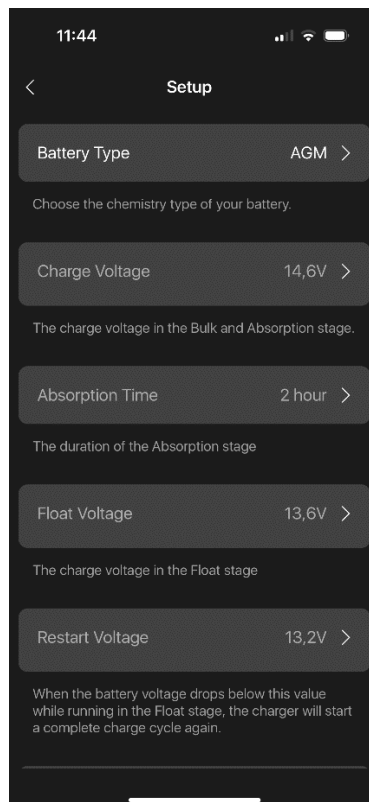 11:44
Setup
Battery Type AGM
Choose the chemistry type of your battery.
Charge Voltage 14,6V
The charge voltage in the Bulk and Absorption stage.
Absorption Time 2 hour
The duration of the Absorption stage
Float Voltage 13,6V
The charge voltage in the Float stage
Restart Voltage 13,2V
When the battery voltage drops below this value
while running in the Float stage, the charger will start
a complete charge cycle again.